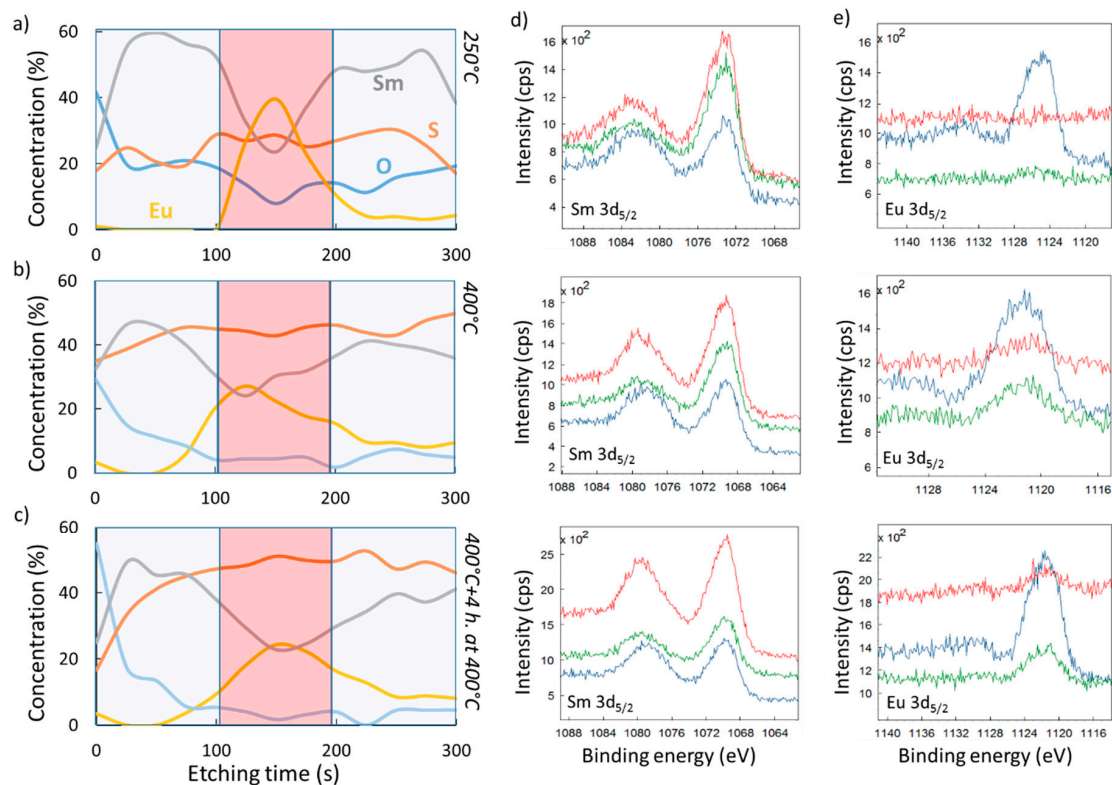 a)
Concentration (%)
60
40
20
0
0
100
200
300
Sm
S
O
Eu
250°C
b)
Concentration (%)
60
40
20
0
0
100
200
300
400°C
c)
Concentration (%)
60
40
20
0
0
100
200
300
400°C+4 h. at 400°C
Etching time (s)
d)
Intensity (cps)
x 10²
16
14
12
10
8
6
4
Sm 3d5/2
1088 1084 1080 1076 1072 1068
Intensity (cps)
x 10²
18
16
14
12
10
8
6
4
2
Sm 3d5/2
1088 1084 1080 1076 1072 1068 1064
Intensity (cps)
x 10²
25
20
15
10
5
Sm 3d5/2
1088 1084 1080 1076 1072 1068 1064
Binding energy (eV)
e)
Intensity (cps)
x 10²
16
14
12
10
8
6
Eu 3d5/2
1140 1136 1132 1128 1124 1120
Intensity (cps)
x 10²
16
14
12
10
8
6
Eu 3d5/2
1128 1124 1120 1116
Intensity (cps)
x 10²
22
20
18
16
14
12
10
Eu 3d5/2
1140 1136 1132 1128 1124 1120 1116
Binding energy (eV)